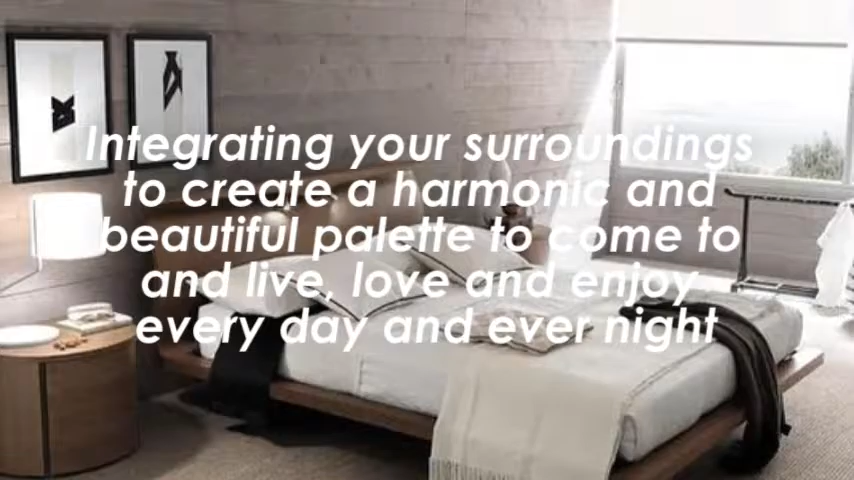 Integrating your surroundings
to create a harmonic and
beautiful palette to come to
and live, love and enjoy
every day and ever night